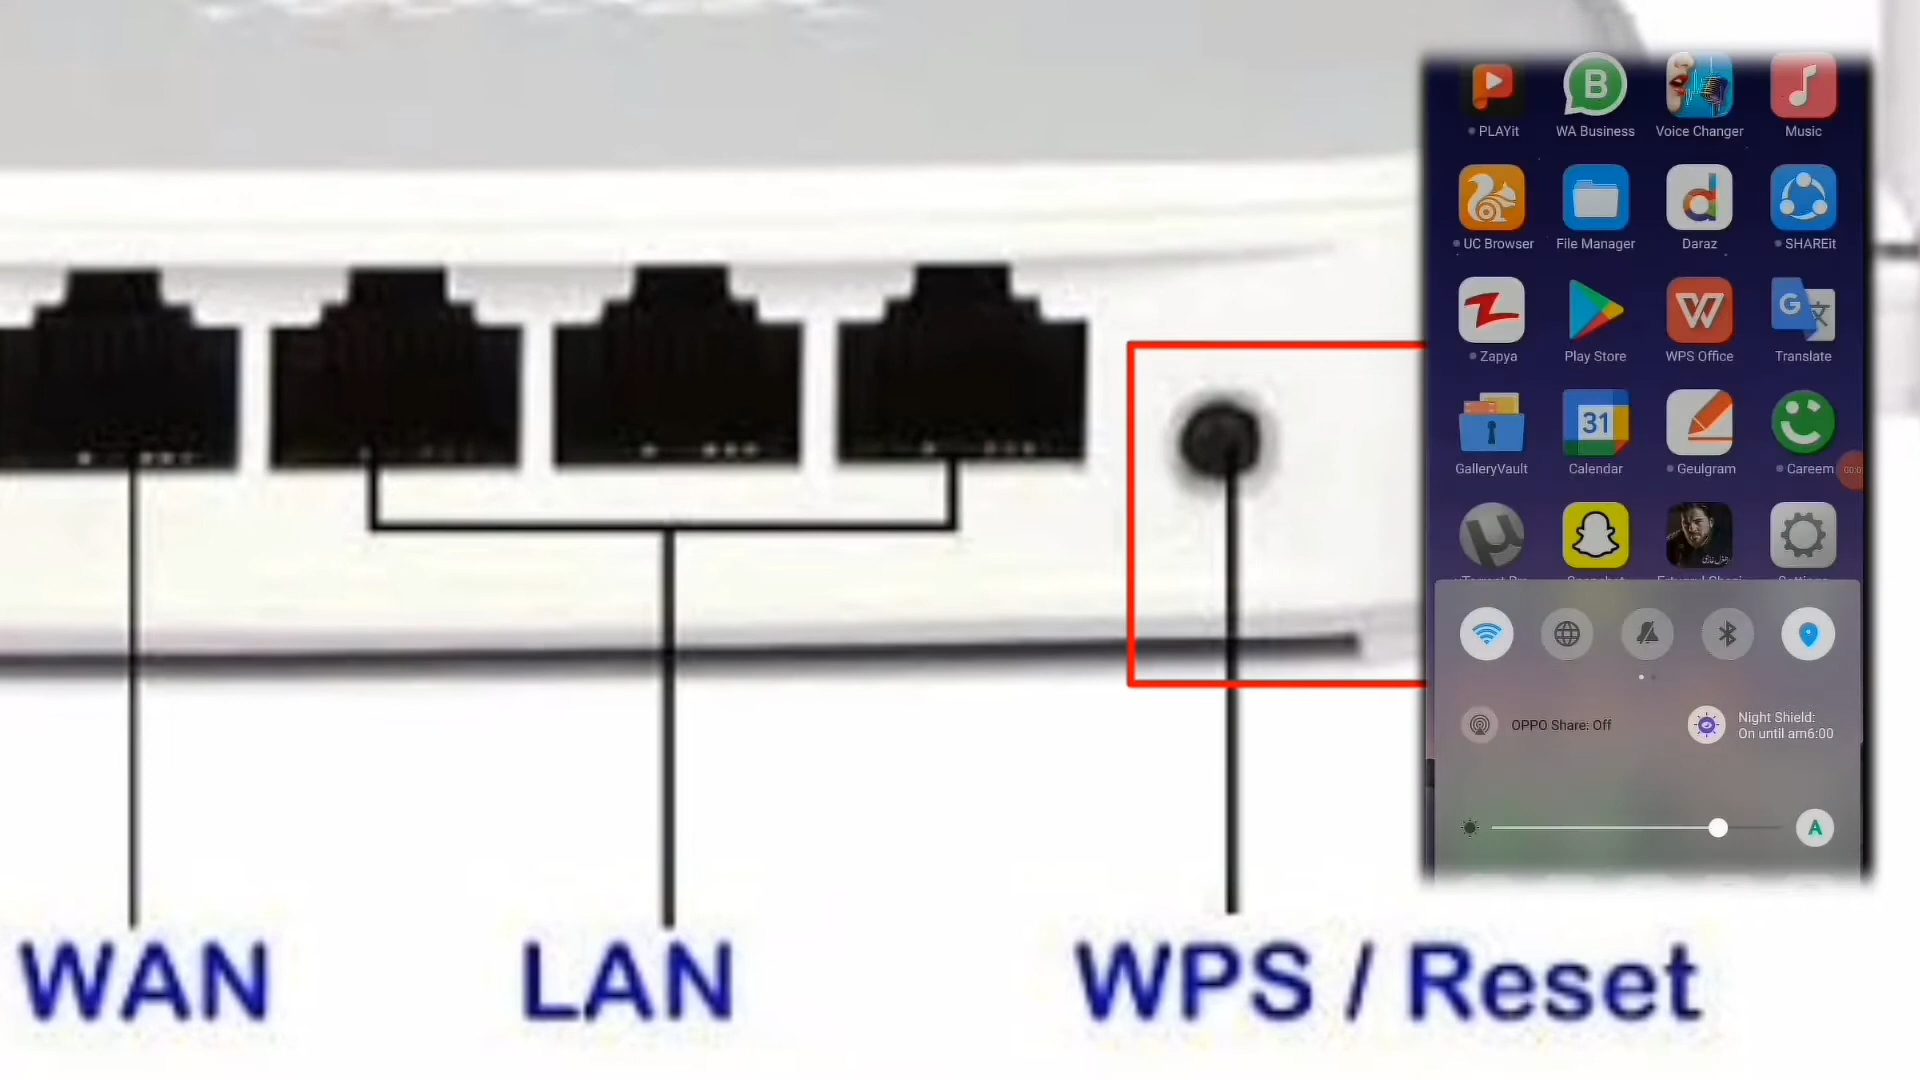 PLAYit
WA Business
Voice Changer
Music
UC Browser
File Manager
Daraz
SHAREit
Zapya
Play Store
WPS Office
Translate
31
GalleryVault
Calendar
Geulgram
Careem
OPPO Share: Off
Night Shield:
On until am6:00
A
WAN
LAN
WPS / Reset